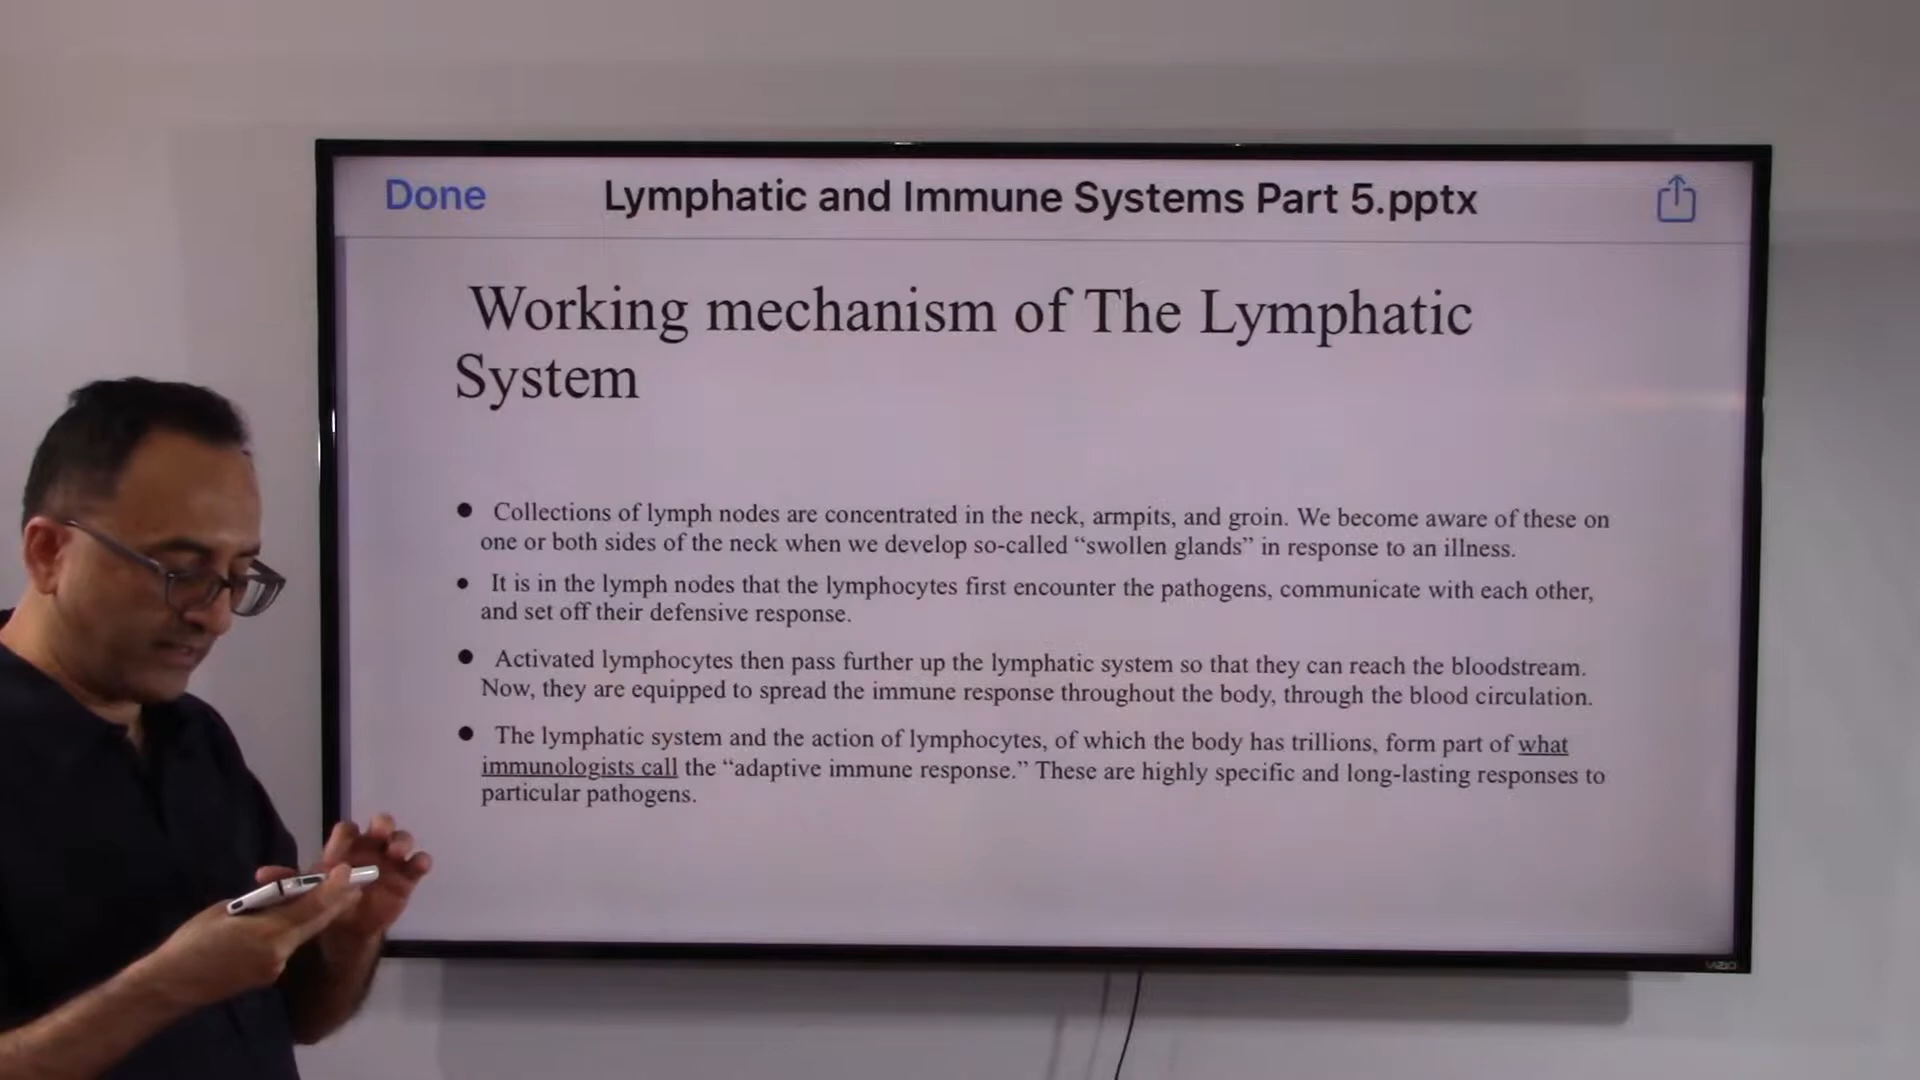 Done
Lymphatic and Immune Systems Part 5.pptx
Working mechanism of The Lymphatic
System
● Collections of lymph nodes are concentrated in the neck, armpits, and groin. We become aware of these on
one or both sides of the neck when we develop so-called “swollen glands” in response to an illness.
● It is in the lymph nodes that the lymphocytes first encounter the pathogens, communicate with each other,
and set off their defensive response.
● Activated lymphocytes then pass further up the lymphatic system so that they can reach the bloodstream.
Now, they are equipped to spread the immune response throughout the body, through the blood circulation.
● The lymphatic system and the action of lymphocytes, of which the body has trillions, form part of what
immunologists call the “adaptive immune response.” These are highly specific and long-lasting responses to
particular pathogens.
VIZIO